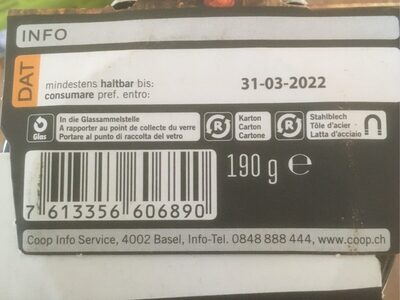 INFO
DAT
mindestens haltbar bis:
consumare pref. entro:
31-03-2022
Glas
In die Glassammelstelle
A rapporter au point de collecte du verre
Portare al punto di raccolta del vetro
R
Karton
Carton
Cartone
R
Stahlblech
Tôle d'acier
Latta d'acciaio
190 g e
7 613356 606890
Coop Info Service, 4002 Basel, Info-Tel. 0848 888 444, www.coop.ch